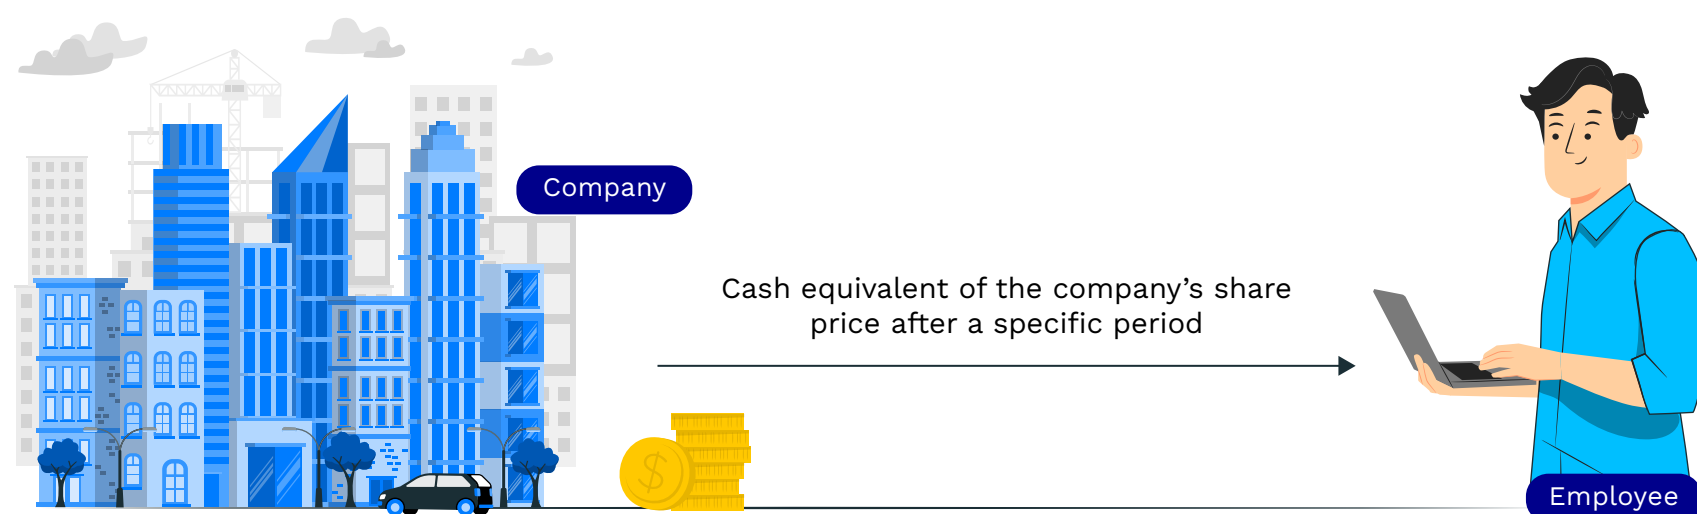 Company
Cash equivalent of the company’s share
price after a specific period
$
Employee